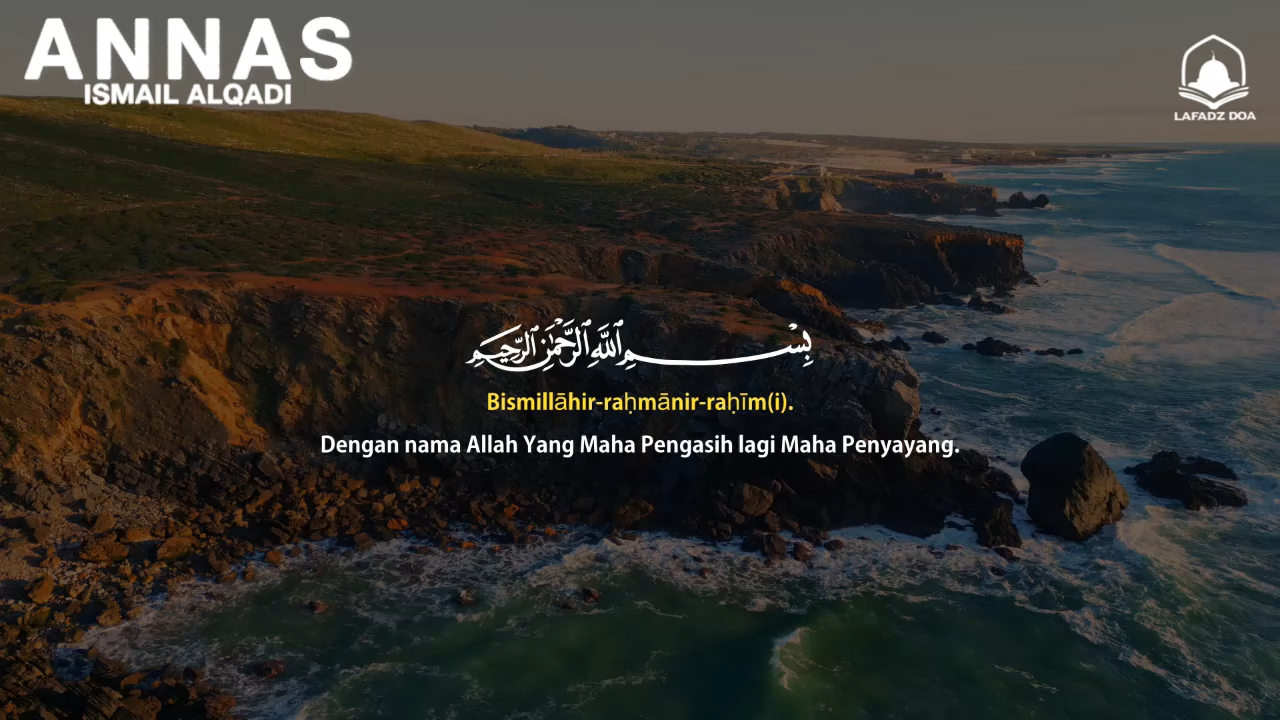 ANNAS
ISMAIL ALQADI
LAFADZ DOA
بِسْمِ اللَّهِ الرَّحْمَٰنِ الرَّحِيمِ
Bismillāhir-raḥmānir-raḥīm(i).
Dengan nama Allah Yang Maha Pengasih lagi Maha Penyayang.